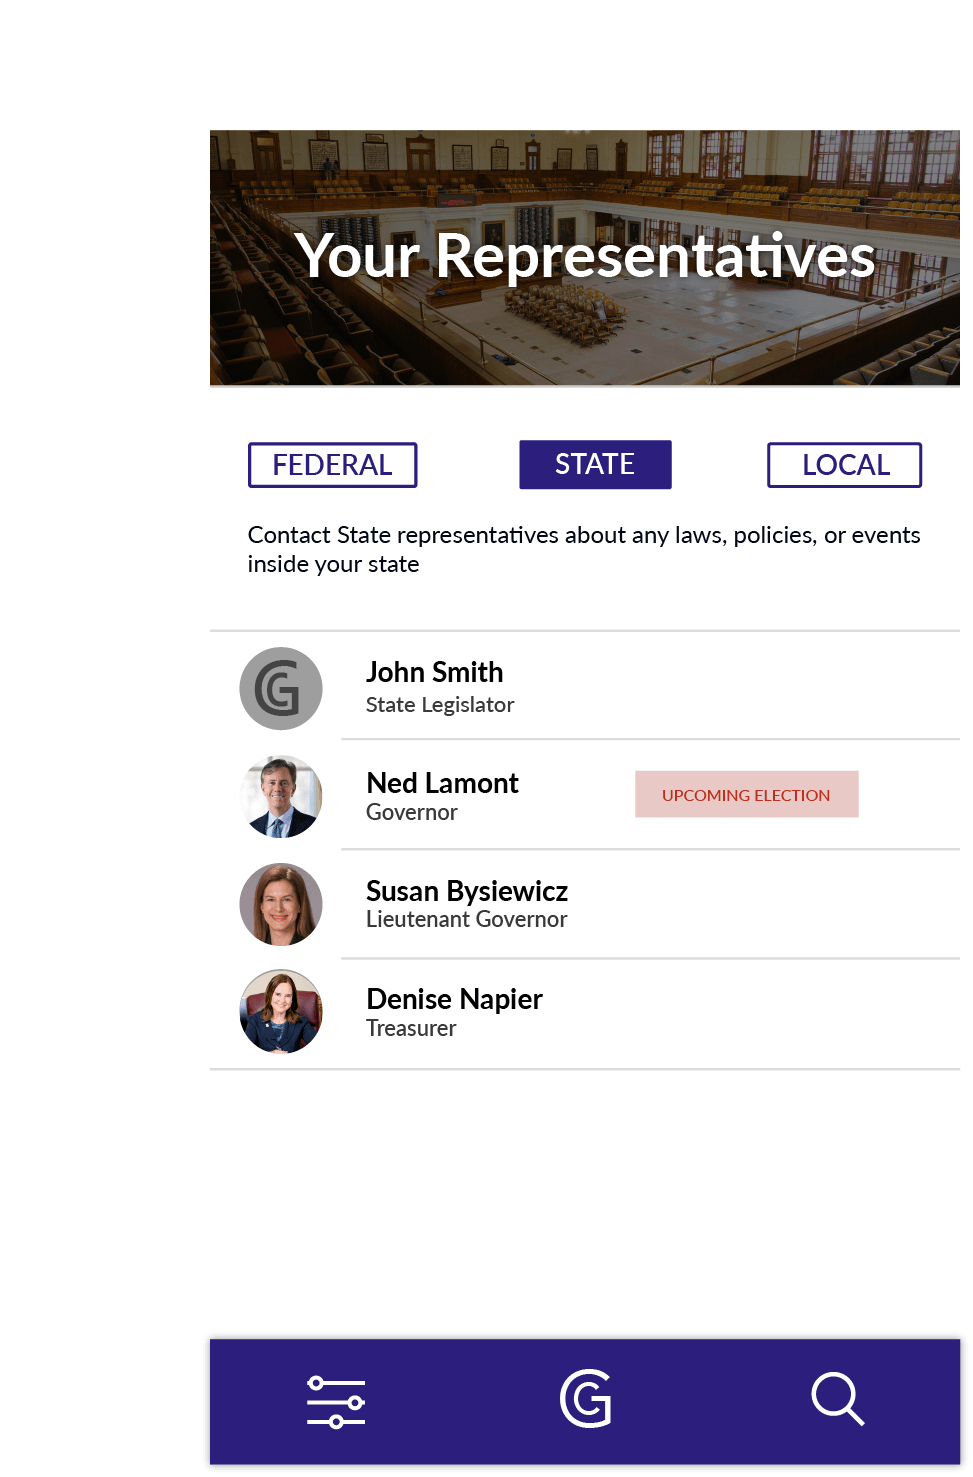 Your Representatives
FEDERAL
STATE
LOCAL
Contact State representatives about any laws, policies, or events
inside your state
G
John Smith
State Legislator
Ned Lamont
Governor
UPCOMING ELECTION
Susan Bysiewicz
Lieutenant Governor
Denise Napier
Treasurer
G